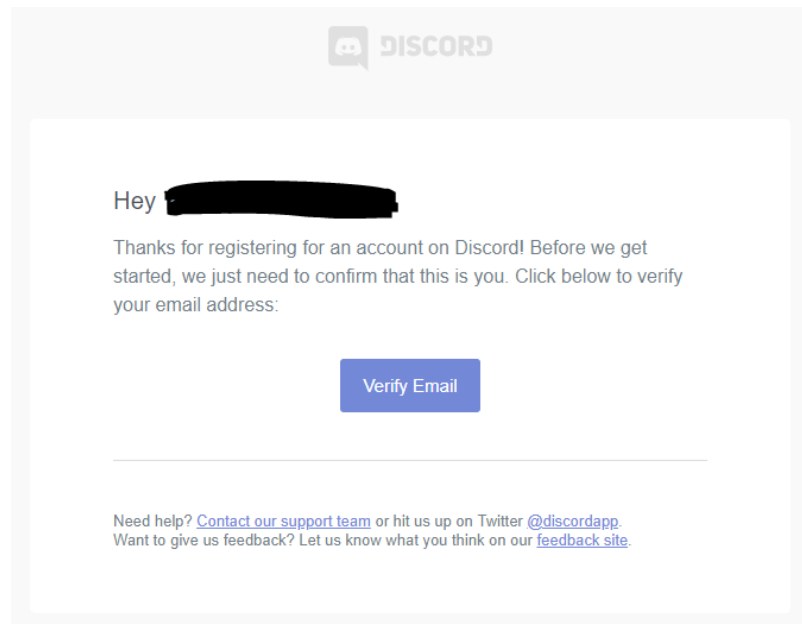 DISCORD
Hey
Thanks for registering for an account on Discord! Before we get
started, we just need to confirm that this is you. Click below to verify
your email address:
Verify Email
Need help? Contact our support team or hit us up on Twitter @discordapp.
Want to give us feedback? Let us know what you think on our feedback site.